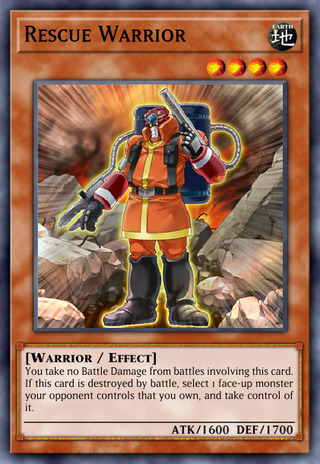 Rescue Warrior
EARTH
地
[Warrior / Effect]
You take no Battle Damage from battles involving this card.
If this card is destroyed by battle, select 1 face-up monster
your opponent controls that you own, and take control of
it.
ATK/1600 DEF/1700